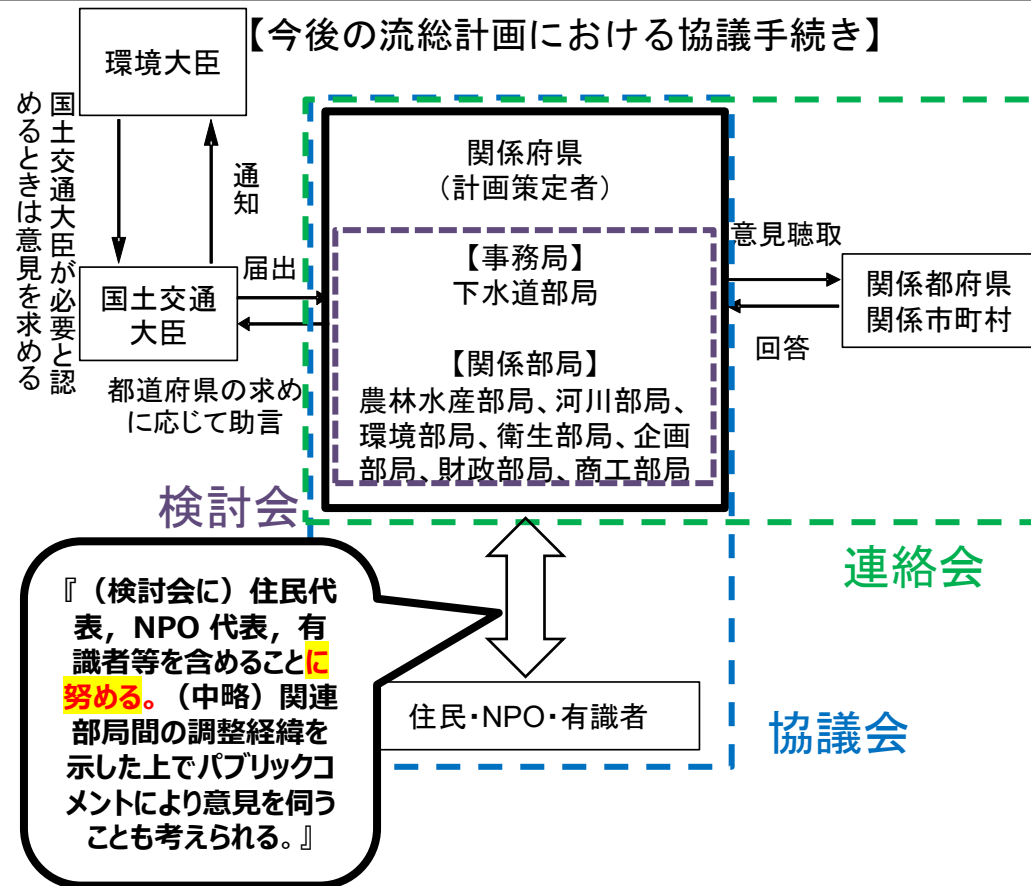 【今後の流総計画における協議手続き】
環境大臣
国土交通大臣が必要と認
めるときは意見を求める
通知
国土交通
大臣
届出
都道府県の求め
に応じて助言
関係府県
(計画策定者)
【事務局】
下水道部局
【関係部局】
農林水産部局、河川部局、
環境部局、衛生部局、企画
部局、財政部局、商工部局
意見聴取
回答
関係都府県
関係市町村
検討会
連絡会
『（検討会に）住民代
表，NPO 代表，有
識者等を含めることに
努める。（中略）関連
部局間の調整経緯を
示した上でパブリックコ
メントにより意見を伺う
ことも考えられる。』
住民・NPO・有識者
協議会